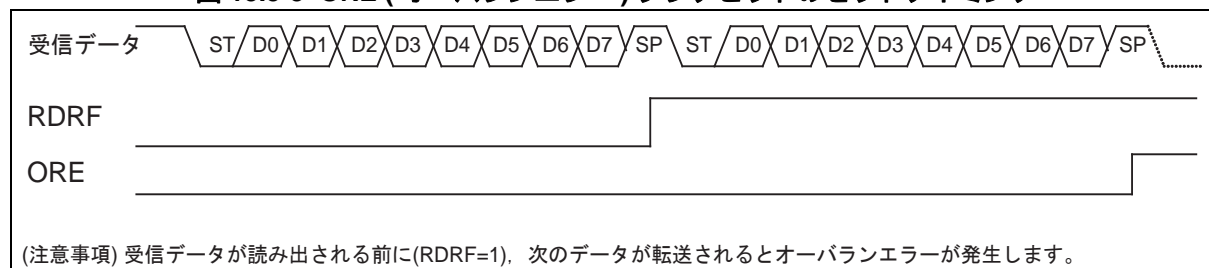 受信データ ST D0 D1 D2 D3 D4 D5 D6 D7 SP ST D0 D1 D2 D3 D4 D5 D6 D7 SP
RDRF
ORE
(注意事項) 受信データが読み出される前に(RDRF=1), 次のデータが転送されるとオーバランエラーが発生します。